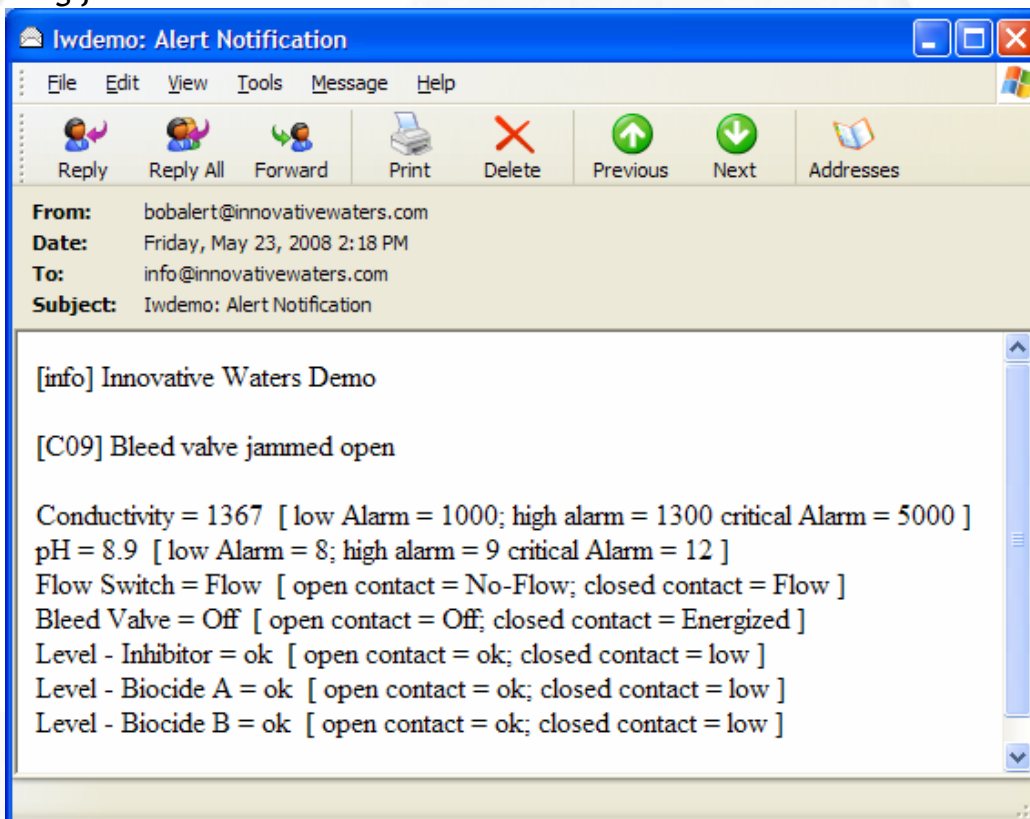 Iwdemo: Alert Notification
File Edit View Tools Message Help
Reply Reply All Forward Print Delete Previous Next Addresses
From: bobalert@innovativewaters.com
Date: Friday, May 23, 2008 2:18 PM
To: info@innovativewaters.com
Subject: Iwdemo: Alert Notification
[info] Innovative Waters Demo
[C09] Bleed valve jammed open
Conductivity = 1367 [ low Alarm = 1000; high alarm = 1300 critical Alarm = 5000 ]
pH = 8.9 [ low Alarm = 8; high alarm = 9 critical Alarm = 12 ]
Flow Switch = Flow [ open contact = No-Flow; closed contact = Flow ]
Bleed Valve = Off [ open contact = Off; closed contact = Energized ]
Level - Inhibitor = ok [ open contact = ok; closed contact = low ]
Level - Biocide A = ok [ open contact = ok; closed contact = low ]
Level - Biocide B = ok [ open contact = ok; closed contact = low ]